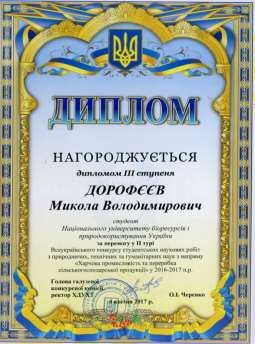 ДИПЛОМ
НАГОРОДЖУЄТЬСЯ
дипломом III ступеня
ДОРОФЄЄВ
Микола Володимирович
студент
Національного університету біоресурсів і
природокористування України
за перемогу у II турі
Всеукраїнського конкурсу студентських наукових робіт
з природничих, технічних та гуманітарних наук з напряму
«Харчова промисловість та переробка
сільськогосподарської продукції» у 2016-2017 н.р.
Голова галузевої
конкурсної комісії,
ректор ХДУХТ
О.І. Черевко
квітня 2017 р.